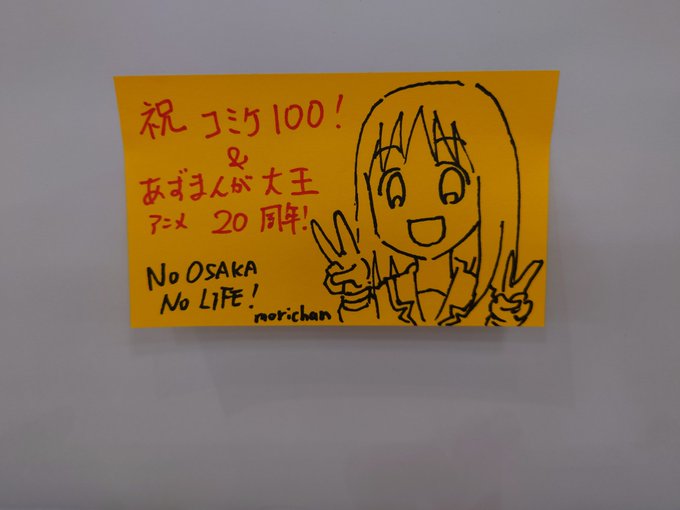 祝 コミケ100!
&
あずまんが大王
アニメ 20周年!
No OSAKA
No LIFE!
morichan